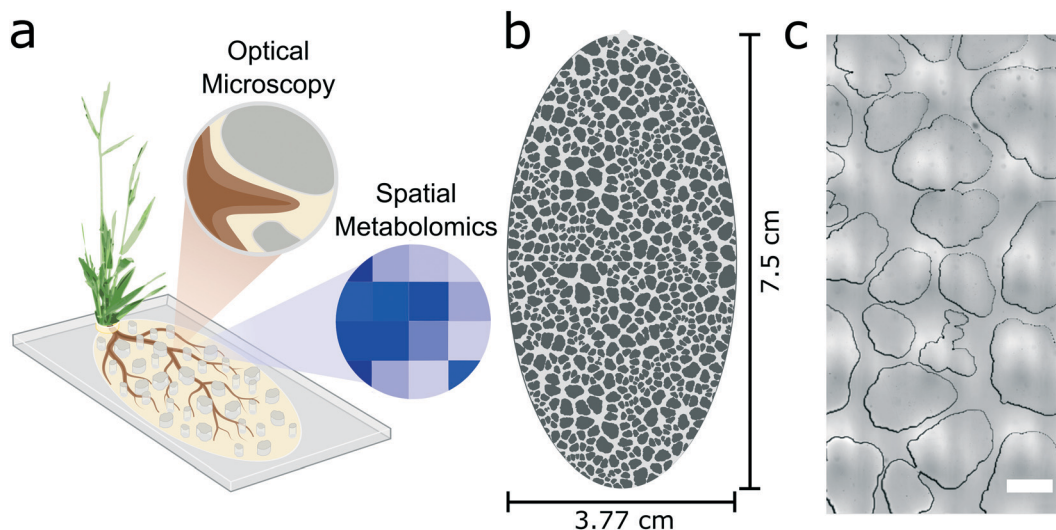 a
Optical
Microscopy
Spatial
Metabolomics
b
7.5 cm
3.77 cm
c